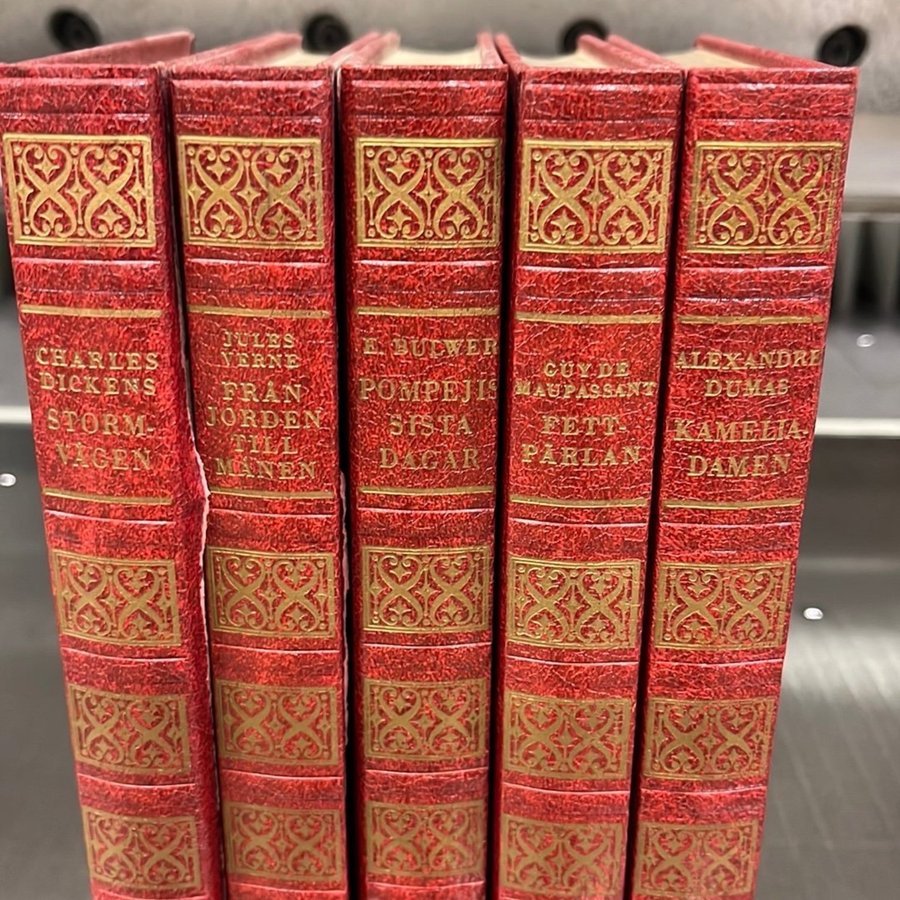 CHARLES
DICKENS
STORM-
VÅGEN
JULES
VERNE
FRÅN
JORDEN
TILL
MÅNEN
E. BULWER
POMPEJIS
SISTA
DAGAR
GUY DE
MAUPASSANT
FETT-
PÄRLAN
ALEXANDRE
DUMAS
KAMELIA-
DAMEN